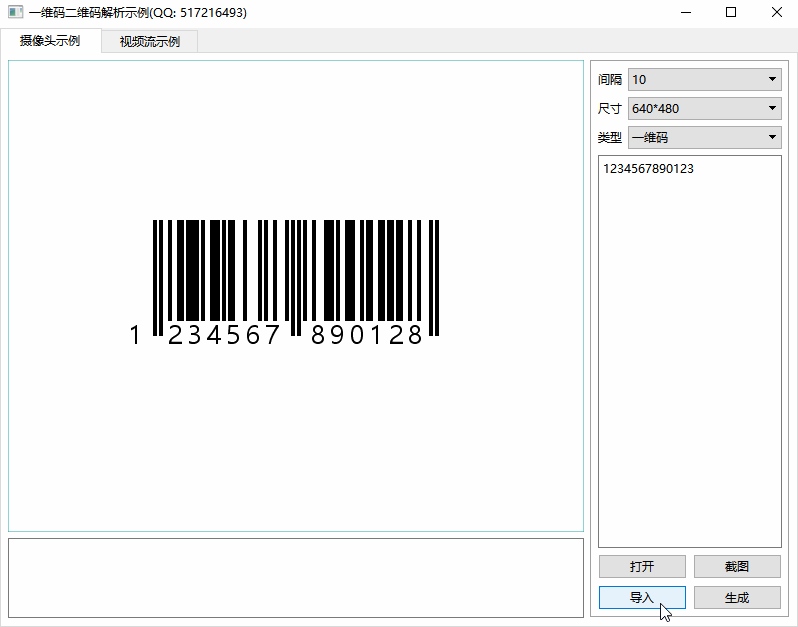 一维码二维码解析示例(QQ: 517216493)
摄像头示例 视频流示例
间隔 10
尺寸 640*480
类型 一维码
1234567890123
1 234567 890128
打开 截图
导入 生成